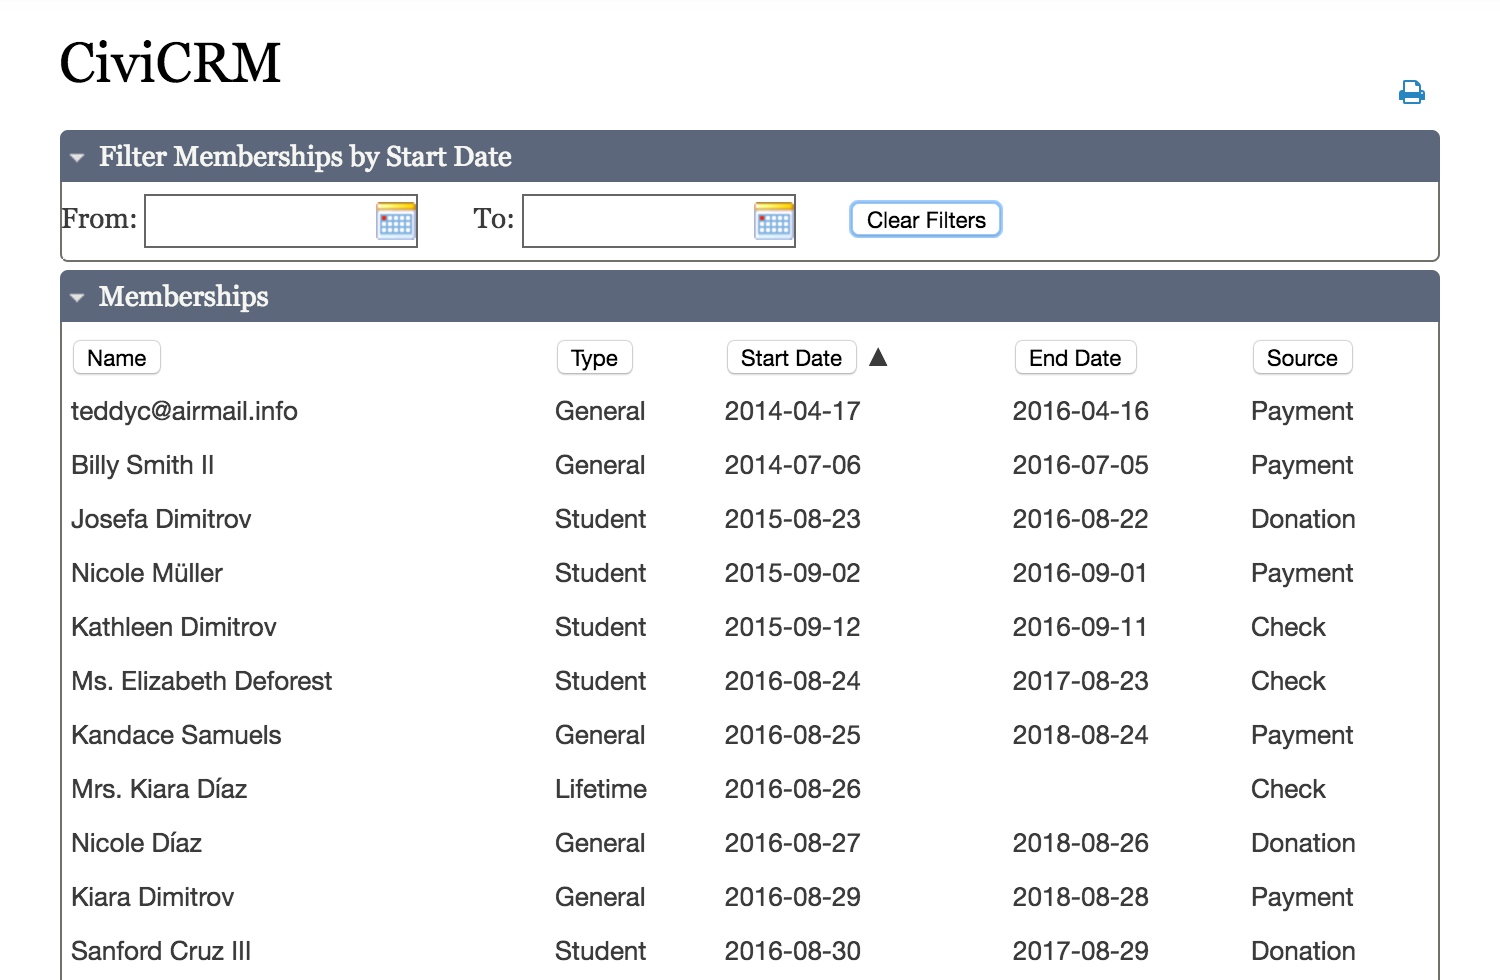 CiviCRM
Filter Memberships by Start Date
From: To: Clear Filters
Memberships
Name Type Start Date ▲ End Date Source
teddyc@airmail.info General 2014-04-17 2016-04-16 Payment
Billy Smith II General 2014-07-06 2016-07-05 Payment
Josefa Dimitrov Student 2015-08-23 2016-08-22 Donation
Nicole Müller Student 2015-09-02 2016-09-01 Payment
Kathleen Dimitrov Student 2015-09-12 2016-09-11 Check
Ms. Elizabeth Deforest Student 2016-08-24 2017-08-23 Check
Kandace Samuels General 2016-08-25 2018-08-24 Payment
Mrs. Kiara Díaz Lifetime 2016-08-26 Check
Nicole Díaz General 2016-08-27 2018-08-26 Donation
Kiara Dimitrov General 2016-08-29 2018-08-28 Payment
Sanford Cruz III Student 2016-08-30 2017-08-29 Donation